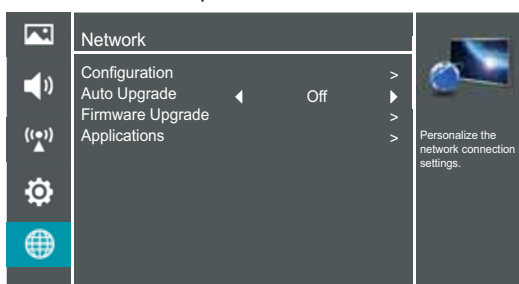 Network
Configuration >
Auto Upgrade Off
Firmware Upgrade >
Applications >
Personalize the
network connection
settings.